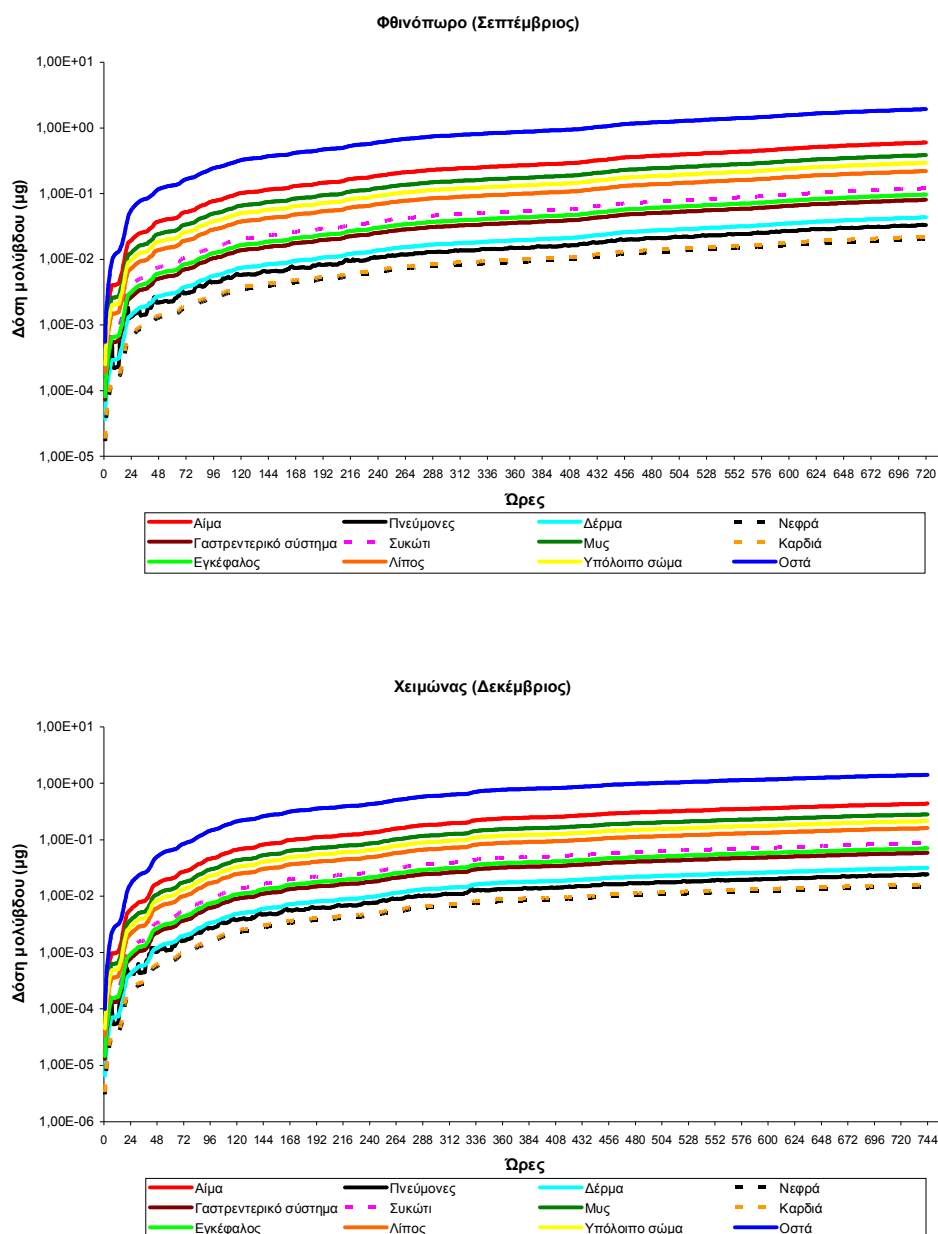 Φθινόπωρο (Σεπτέμβριος)
1,00E+01
1,00E+00
1,00E-01
1,00E-02
1,00E-03
1,00E-04
1,00E-05
Δόση μολύβδου (μg)
0 24 48 72 96 120 144 168 192 216 240 264 288 312 336 360 384 408 432 456 480 504 528 552 576 600 624 648 672 696 720
Ώρες
Αίμα Πνεύμονες Δέρμα Νεφρά
Γαστρεντερικό σύστημα Συκώτι Μυς Καρδιά
Εγκέφαλος Λίπος Υπόλοιπο σώμα Οστά
Χειμώνας (Δεκέμβριος)
1,00E+01
1,00E+00
1,00E-01
1,00E-02
1,00E-03
1,00E-04
1,00E-05
1,00E-06
Δόση μολύβδου (μg)
0 24 48 72 96 120 144 168 192 216 240 264 288 312 336 360 384 408 432 456 480 504 528 552 576 600 624 648 672 696 720 744
Ώρες
Αίμα Πνεύμονες Δέρμα Νεφρά
Γαστρεντερικό σύστημα Συκώτι Μυς Καρδιά
Εγκέφαλος Λίπος Υπόλοιπο σώμα Οστά